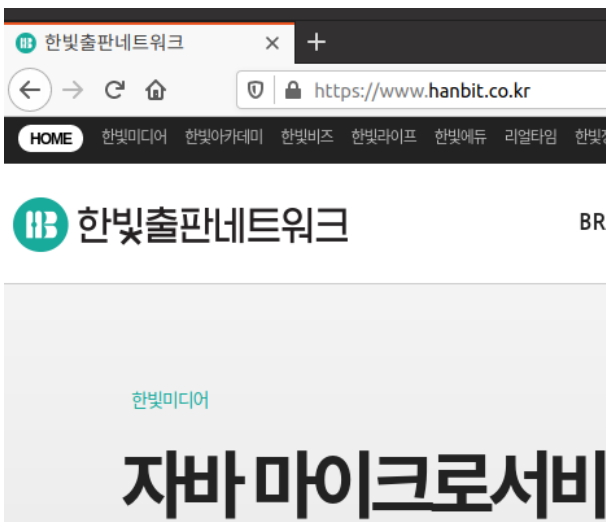 한빛출판네트워크
https://www.hanbit.co.kr
HOME 한빛미디어 한빛아카데미 한빛비즈 한빛라이프 한빛에듀 리얼타임
한빛출판네트워크 BR
한빛미디어
자바 마이크로서비